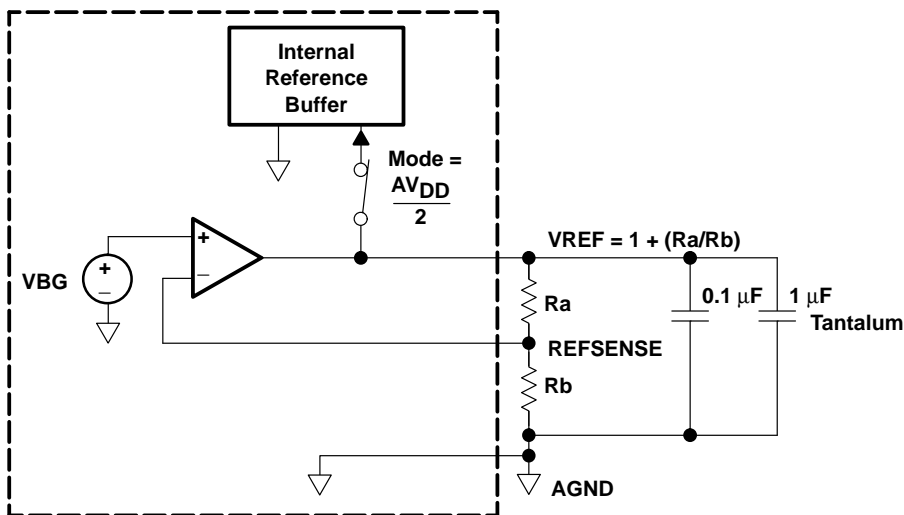 Internal
Reference
Buffer
Mode =
AVDD
2
VBG
+
−
+
−
VREF = 1 + (Ra/Rb)
Ra
0.1 μF
1 μF
Tantalum
REFSENSE
Rb
AGND